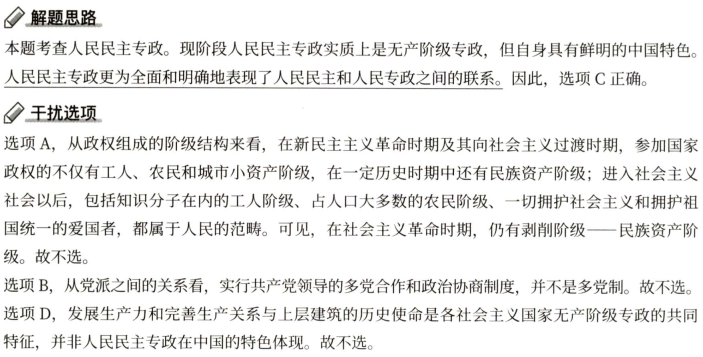 解题思路
本题考查人民民主专政。现阶段人民民主专政实质上是无产阶级专政，但自身具有鲜明的中国特色。
人民民主专政更为全面和明确地表现了人民民主和人民专政之间的联系。因此，选项 C 正确。
干扰选项
选项 A，从政权组成的阶级结构来看，在新民主主义革命时期及其向社会主义过渡时期，参加国家
政权的不仅有工人、农民和城市小资产阶级，在一定历史时期中还有民族资产阶级；进入社会主义
社会以后，包括知识分子在内的工人阶级、占人口大多数的农民阶级、一切拥护社会主义和拥护祖
国统一的爱国者，都属于人民的范畴。可见，在社会主义革命时期，仍有剥削阶级——民族资产阶
级。故不选。
选项 B，从党派之间的关系看，实行共产党领导的多党合作和政治协商制度，并不是多党制。故不选。
选项 D，发展生产力和完善生产关系与上层建筑的历史使命是各社会主义国家无产阶级专政的共同
特征，并非人民民主专政在中国的特色体现。故不选。